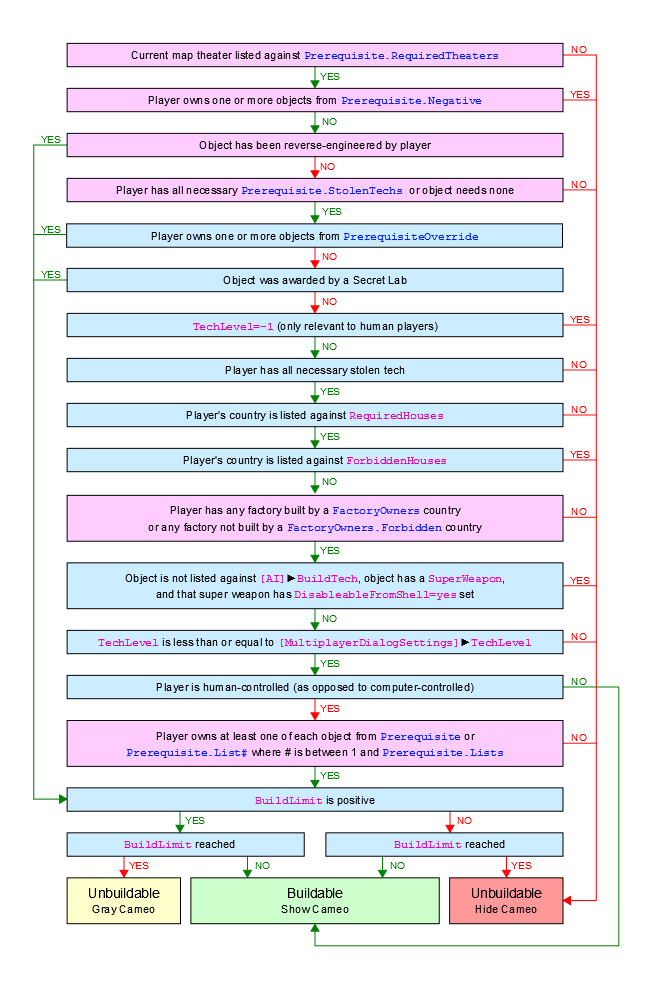 NO
Current map theater listed against Prerequisite.RequiredTheaters
YES
Player owns one or more objects from Prerequisite.Negative
YES
NO
YES
Object has been reverse-engineered by player
NO
Player has all necessary Prerequisite.StolenTechs or object needs none
NO
YES
YES
Player owns one or more objects from PrerequisiteOverride
NO
YES
Object was awarded by a Secret Lab
NO
TechLevel=-1 (only relevant to human players)
YES
NO
Player has all necessary stolen tech
NO
YES
Player's country is listed against RequiredHouses
NO
YES
Player's country is listed against ForbiddenHouses
YES
NO
Player has any factory built by a FactoryOwners country
or any factory not built by a FactoryOwners.Forbidden country
NO
YES
Object is not listed against [AI]►BuildTech, object has a SuperWeapon,
and that super weapon has DisableableFromShell=yes set
YES
NO
TechLevel is less than or equal to [MultiplayerDialogSettings]►TechLevel
NO
YES
Player is human-controlled (as opposed to computer-controlled)
NO
YES
Player owns at least one of each object from Prerequisite or
Prerequisite.List# where # is between 1 and Prerequisite.Lists
NO
YES
BuildLimit is positive
YES NO
BuildLimit reached BuildLimit reached
YES NO NO YES
Unbuildable Buildable Unbuildable
Gray Cameo Show Cameo Hide Cameo